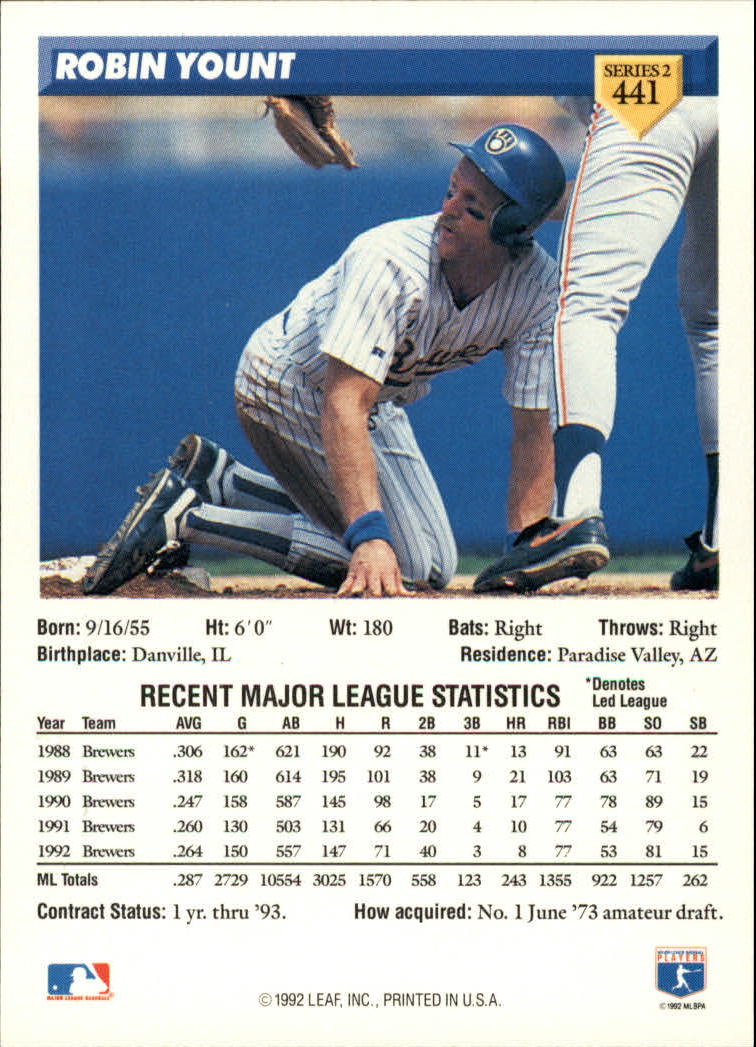 ROBIN YOUNT
SERIES 2
441
Brewers
Born: 9/16/55 Ht: 6'0" Wt: 180 Bats: Right Throws: Right
Birthplace: Danville, IL Residence: Paradise Valley, AZ
RECENT MAJOR LEAGUE STATISTICS *Denotes Led League
Year Team AVG G AB H R 2B 3B HR RBI BB SO SB
1988 Brewers .306 162* 621 190 92 38 11* 13 91 63 63 22
1989 Brewers .318 160 614 195 101 38 9 21 103 63 71 19
1990 Brewers .247 158 587 145 98 17 5 17 77 78 89 15
1991 Brewers .260 130 503 131 66 20 4 10 77 54 79 6
1992 Brewers .264 150 557 147 71 40 3 8 77 53 81 15
ML Totals .287 2729 10554 3025 1570 558 123 243 1355 922 1257 262
Contract Status: 1 yr. thru '93. How acquired: No. 1 June '73 amateur draft.
MAJOR LEAGUE BASEBALL®
©1992 LEAF, INC., PRINTED IN U.S.A.
MAJOR LEAGUE BASEBALL
PLAYERS
©1992 MLBPA